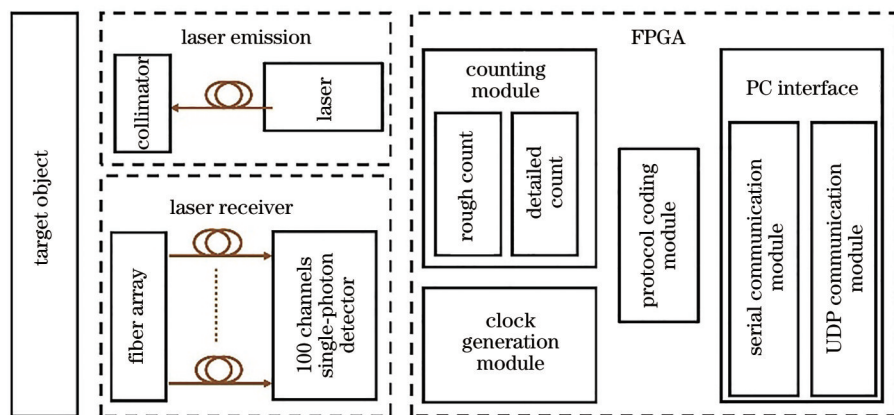 target object
laser emission
collimator
laser
laser receiver
fiber array
100 channels
single-photon
detector
FPGA
counting
module
rough count
detailed
count
clock
generation
module
protocol coding
module
PC interface
serial communication
module
UDP communication
module